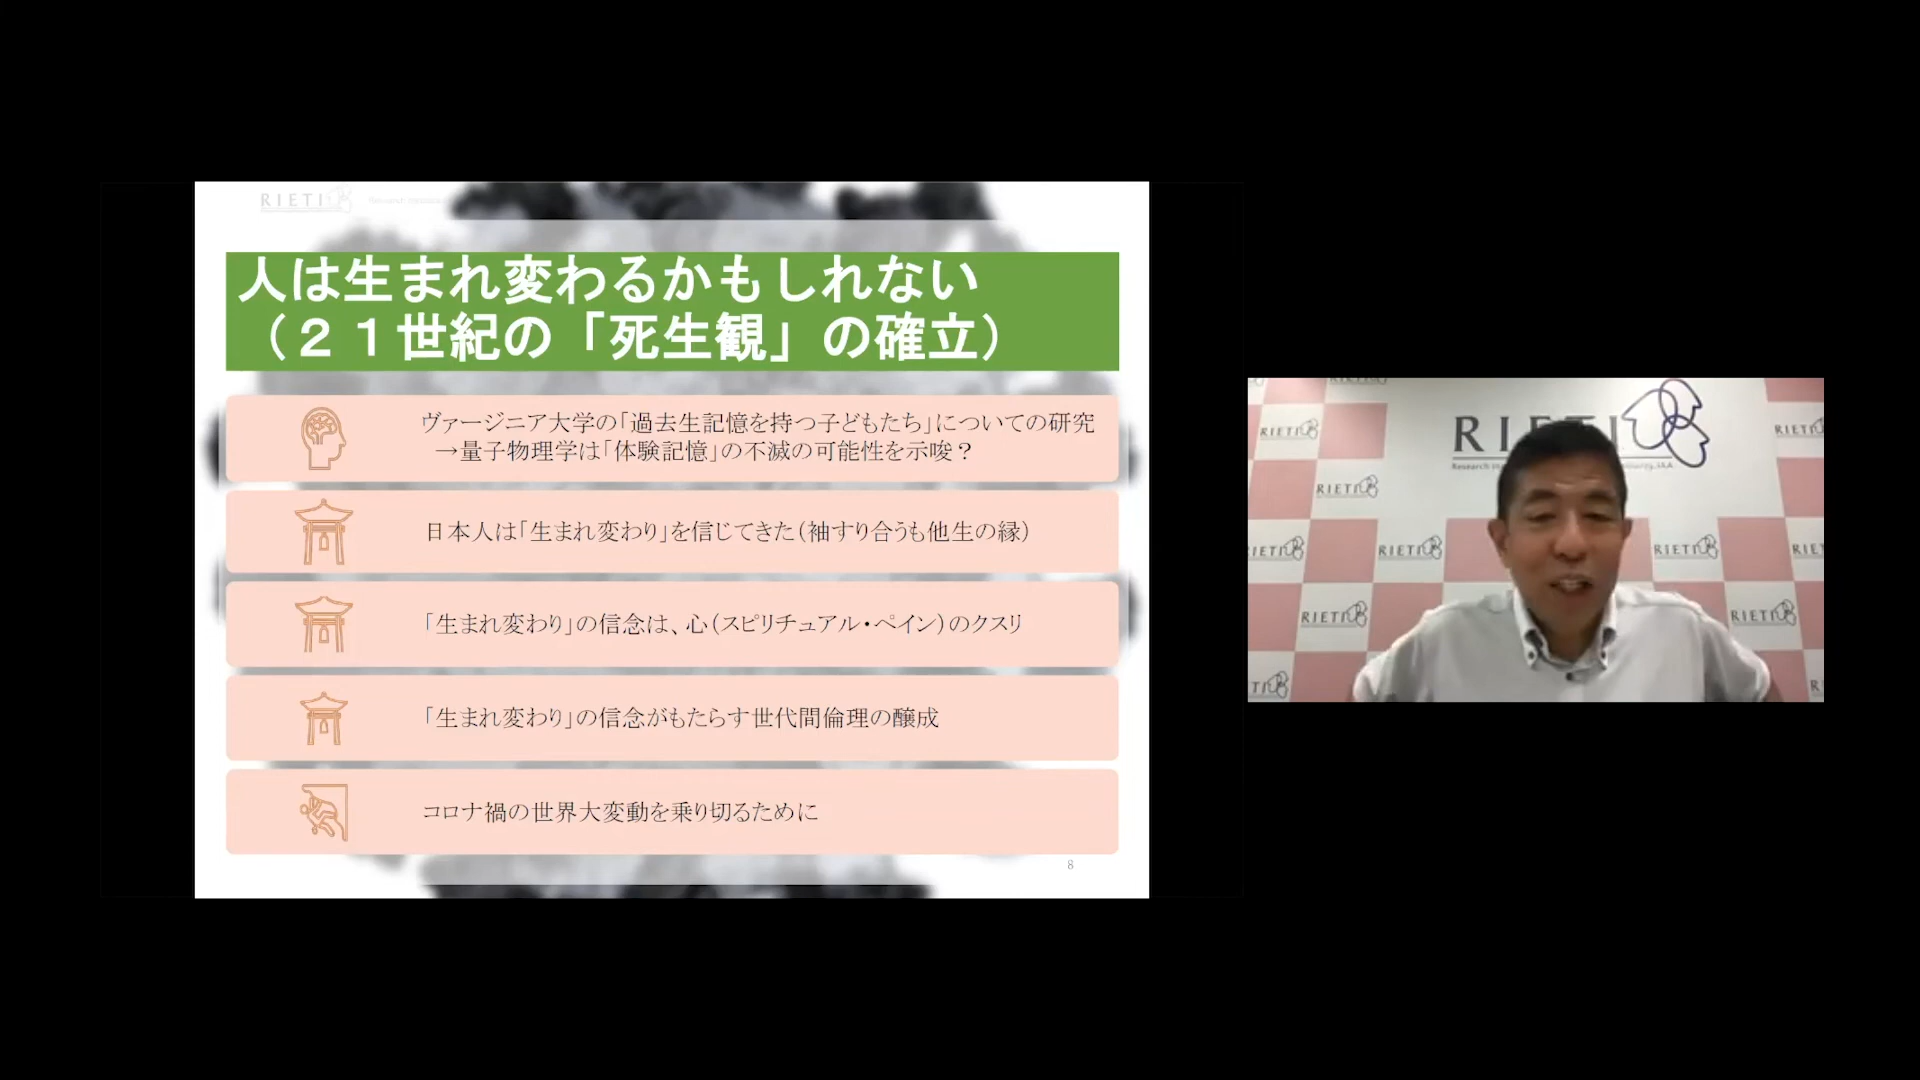 RIETI
人は生まれ変わるかもしれない
（２１世紀の「死生観」の確立）
ヴァージニア大学の「過去生記憶を持つ子どもたち」についての研究
→量子物理学は「体験記憶」の不滅の可能性を示唆？
日本人は「生まれ変わり」を信じてきた（袖すり合うも他生の縁）
「生まれ変わり」の信念は、心（スピリチュアル・ペイン）のクスリ
「生まれ変わり」の信念がもたらす世代間倫理の醸成
コロナ禍の世界大変動を乗り切るために
8
RIETI
Research
RIETI
RIETI
RIETI
RIETI
RIETI
RIETI
RIETI
RIETI